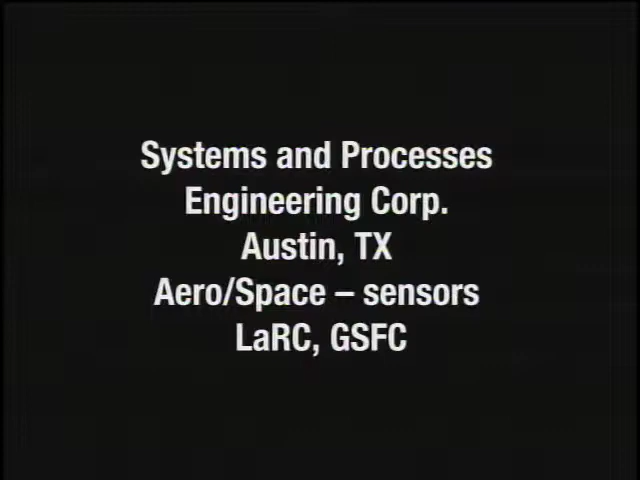 Systems and Processes
Engineering Corp.
Austin, TX
Aero/Space – sensors
LaRC, GSFC